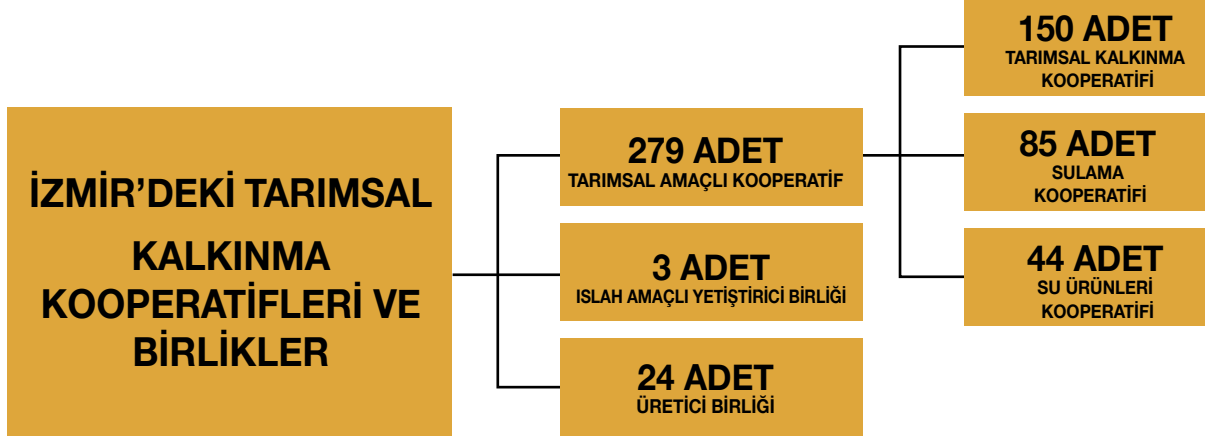 İZMİR’DEKİ TARIMSAL
KALKINMA
KOOPERATİFLERİ VE
BİRLİKLER
279 ADET
TARIMSAL AMAÇLI KOOPERATİF
3 ADET
ISLAH AMAÇLI YETİŞTİRİCİ BİRLİĞİ
24 ADET
ÜRETİCİ BİRLİĞİ
150 ADET
TARIMSAL KALKINMA
KOOPERATİFİ
85 ADET
SULAMA
KOOPERATİFİ
44 ADET
SU ÜRÜNLERİ
KOOPERATİFİ